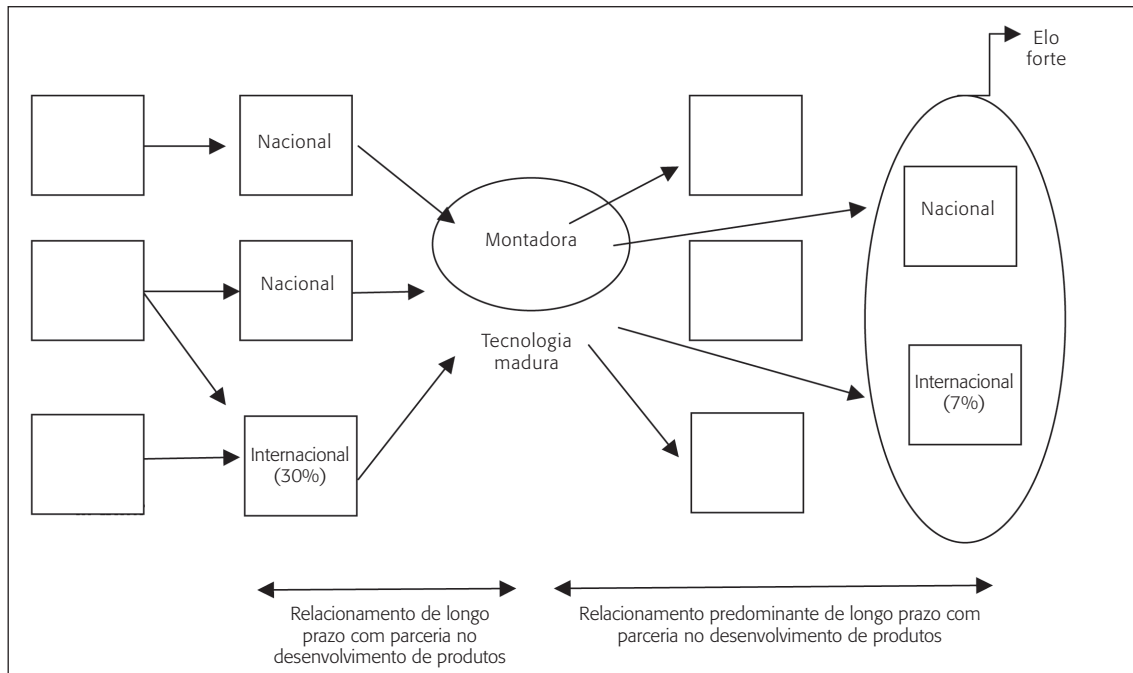 Elo
forte
Nacional
Montadora
Nacional
Nacional
Tecnologia
madura
Internacional
(7%)
Internacional
(30%)
Relacionamento de longo
prazo com parceria no
desenvolvimento de produtos
Relacionamento predominante de longo prazo com
parceria no desenvolvimento de produtos